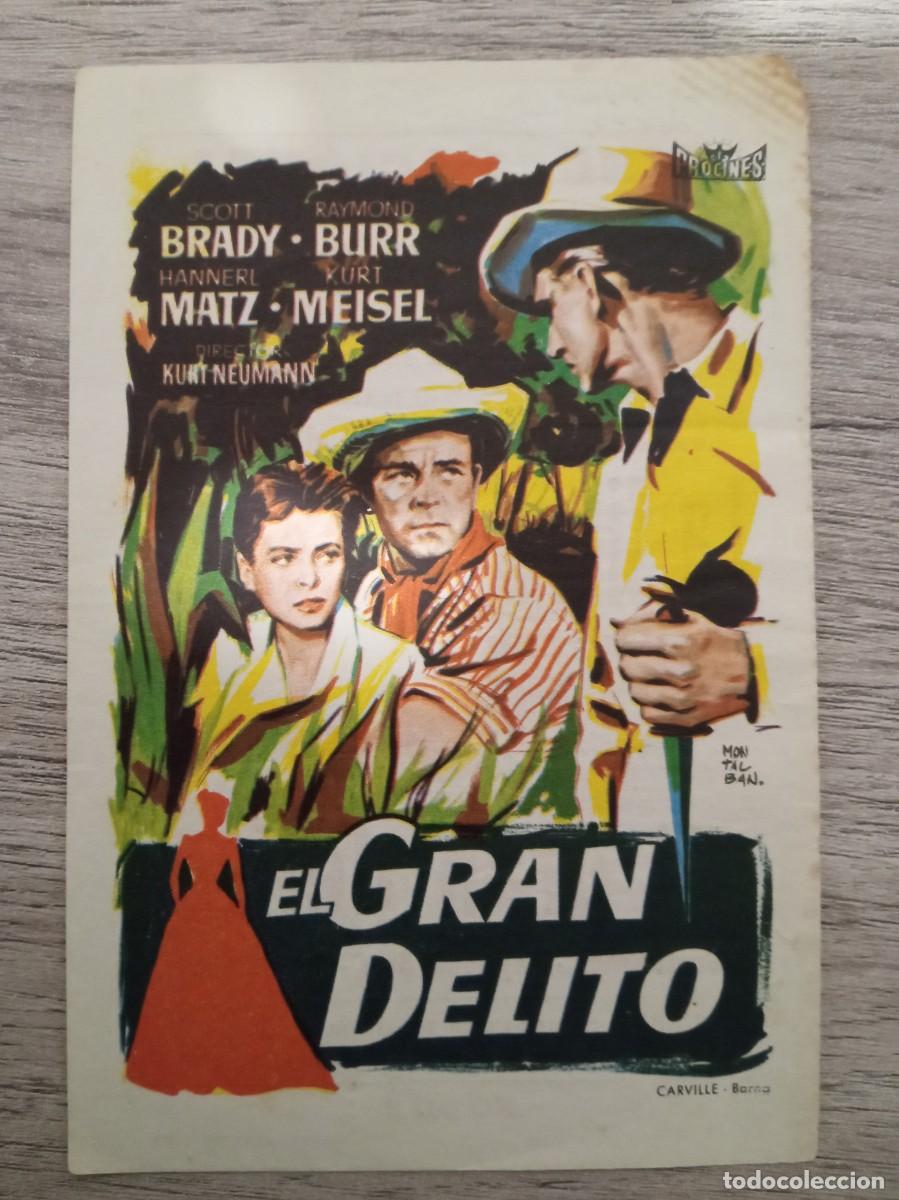 PROCINES
SCOTT RAYMOND
BRADY · BURR
HANNERL KURT
MATZ · MEISEL
DIRECTOR
KURT NEUMANN
MON
TAL
BAN.
EL GRAN
DELITO
CARVILLE - Barna
todocoleccion